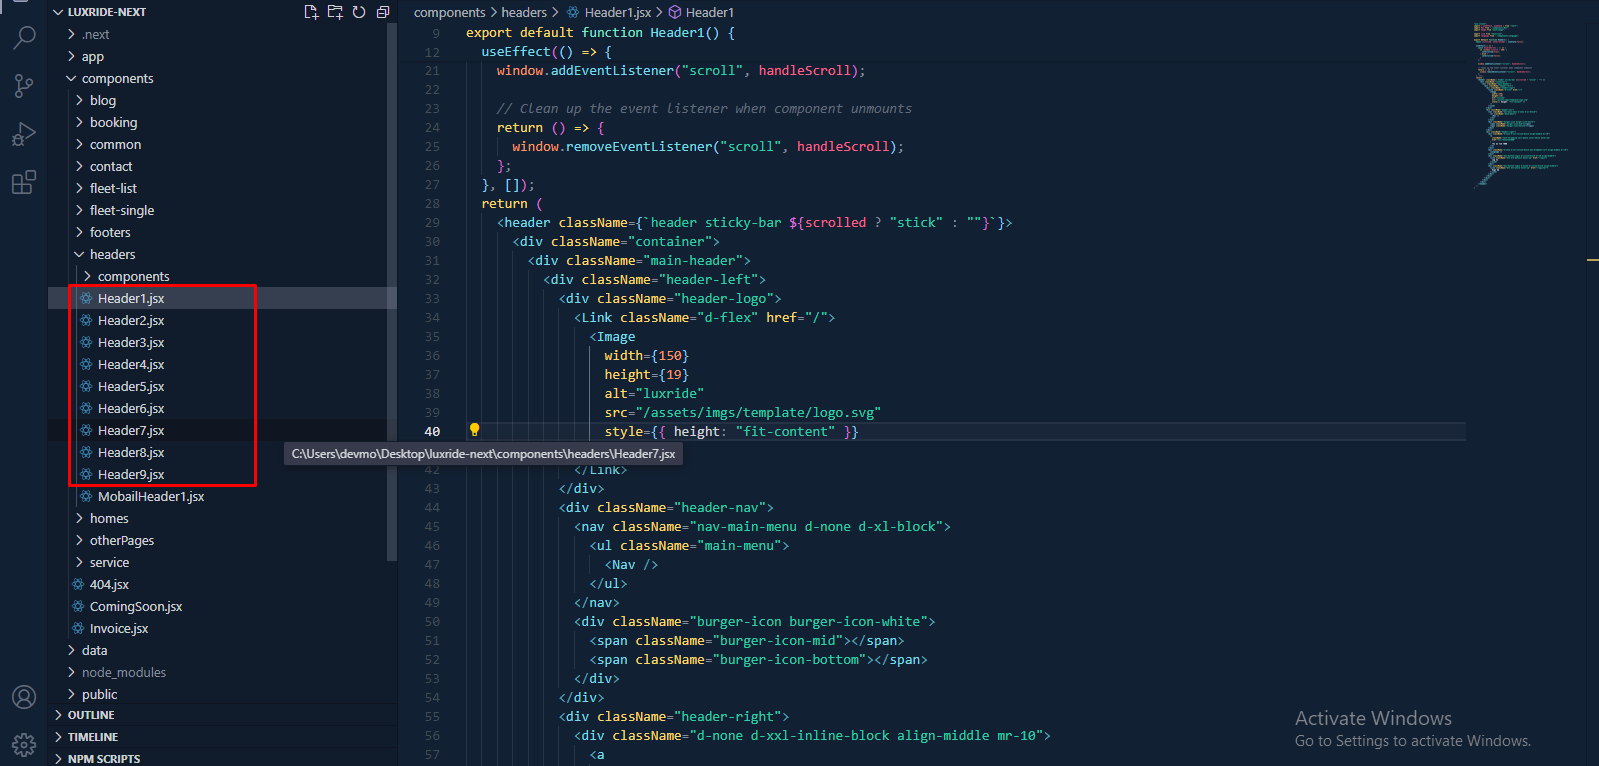 LUXRIDE-NEXT
.next
app
components
blog
booking
common
contact
fleet-list
fleet-single
footers
headers
components
Header1.jsx
Header2.jsx
Header3.jsx
Header4.jsx
Header5.jsx
Header6.jsx
Header7.jsx
Header8.jsx
Header9.jsx
MobailHeader1.jsx
homes
otherPages
service
404.jsx
ComingSoon.jsx
Invoice.jsx
data
node_modules
public
OUTLINE
TIMELINE
NPM SCRIPTS
components > headers > Header1.jsx > Header1
9 export default function Header1() {
12 useEffect(() => {
21 window.addEventListener("scroll", handleScroll);
22
23 // Clean up the event listener when component unmounts
24 return () => {
25 window.removeEventListener("scroll", handleScroll);
26 };
27 }, []);
28 return (
29 <header className={`header sticky-bar ${scrolled ? "stick" : ""}`}>
30 <div className="container">
31 <div className="main-header">
32 <div className="header-left">
33 <div className="header-logo">
34 <Link className="d-flex" href="/">
35 <Image
36 width={150}
37 height={19}
38 alt="luxride"
39 src="/assets/imgs/template/logo.svg"
40 style={{ height: "fit-content" }}
C:\Users\devmo\Desktop\luxride-next\components\headers\Header7.jsx
42 </Link>
43 </div>
44 <div className="header-nav">
45 <nav className="nav-main-menu d-none d-xl-block">
46 <ul className="main-menu">
47 <Nav />
48 </ul>
49 </nav>
50 <div className="burger-icon burger-icon-white">
51 <span className="burger-icon-mid"></span>
52 <span className="burger-icon-bottom"></span>
53 </div>
54 </div>
55 <div className="header-right">
56 <div className="d-none d-xxl-inline-block align-middle mr-10">
57 <a
Activate Windows
Go to Settings to activate Windows.